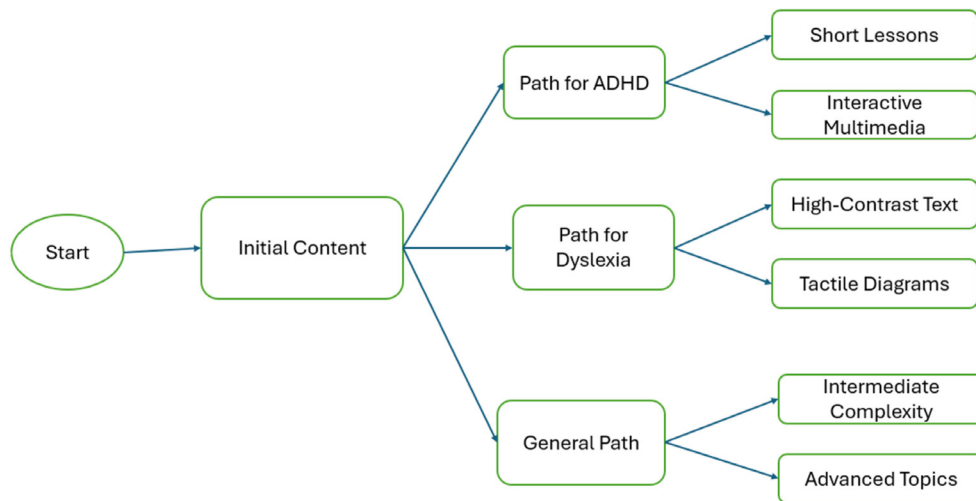 Start
Initial Content
Path for ADHD
Short Lessons
Interactive
Multimedia
Path for
Dyslexia
High-Contrast Text
Tactile Diagrams
General Path
Intermediate
Complexity
Advanced Topics